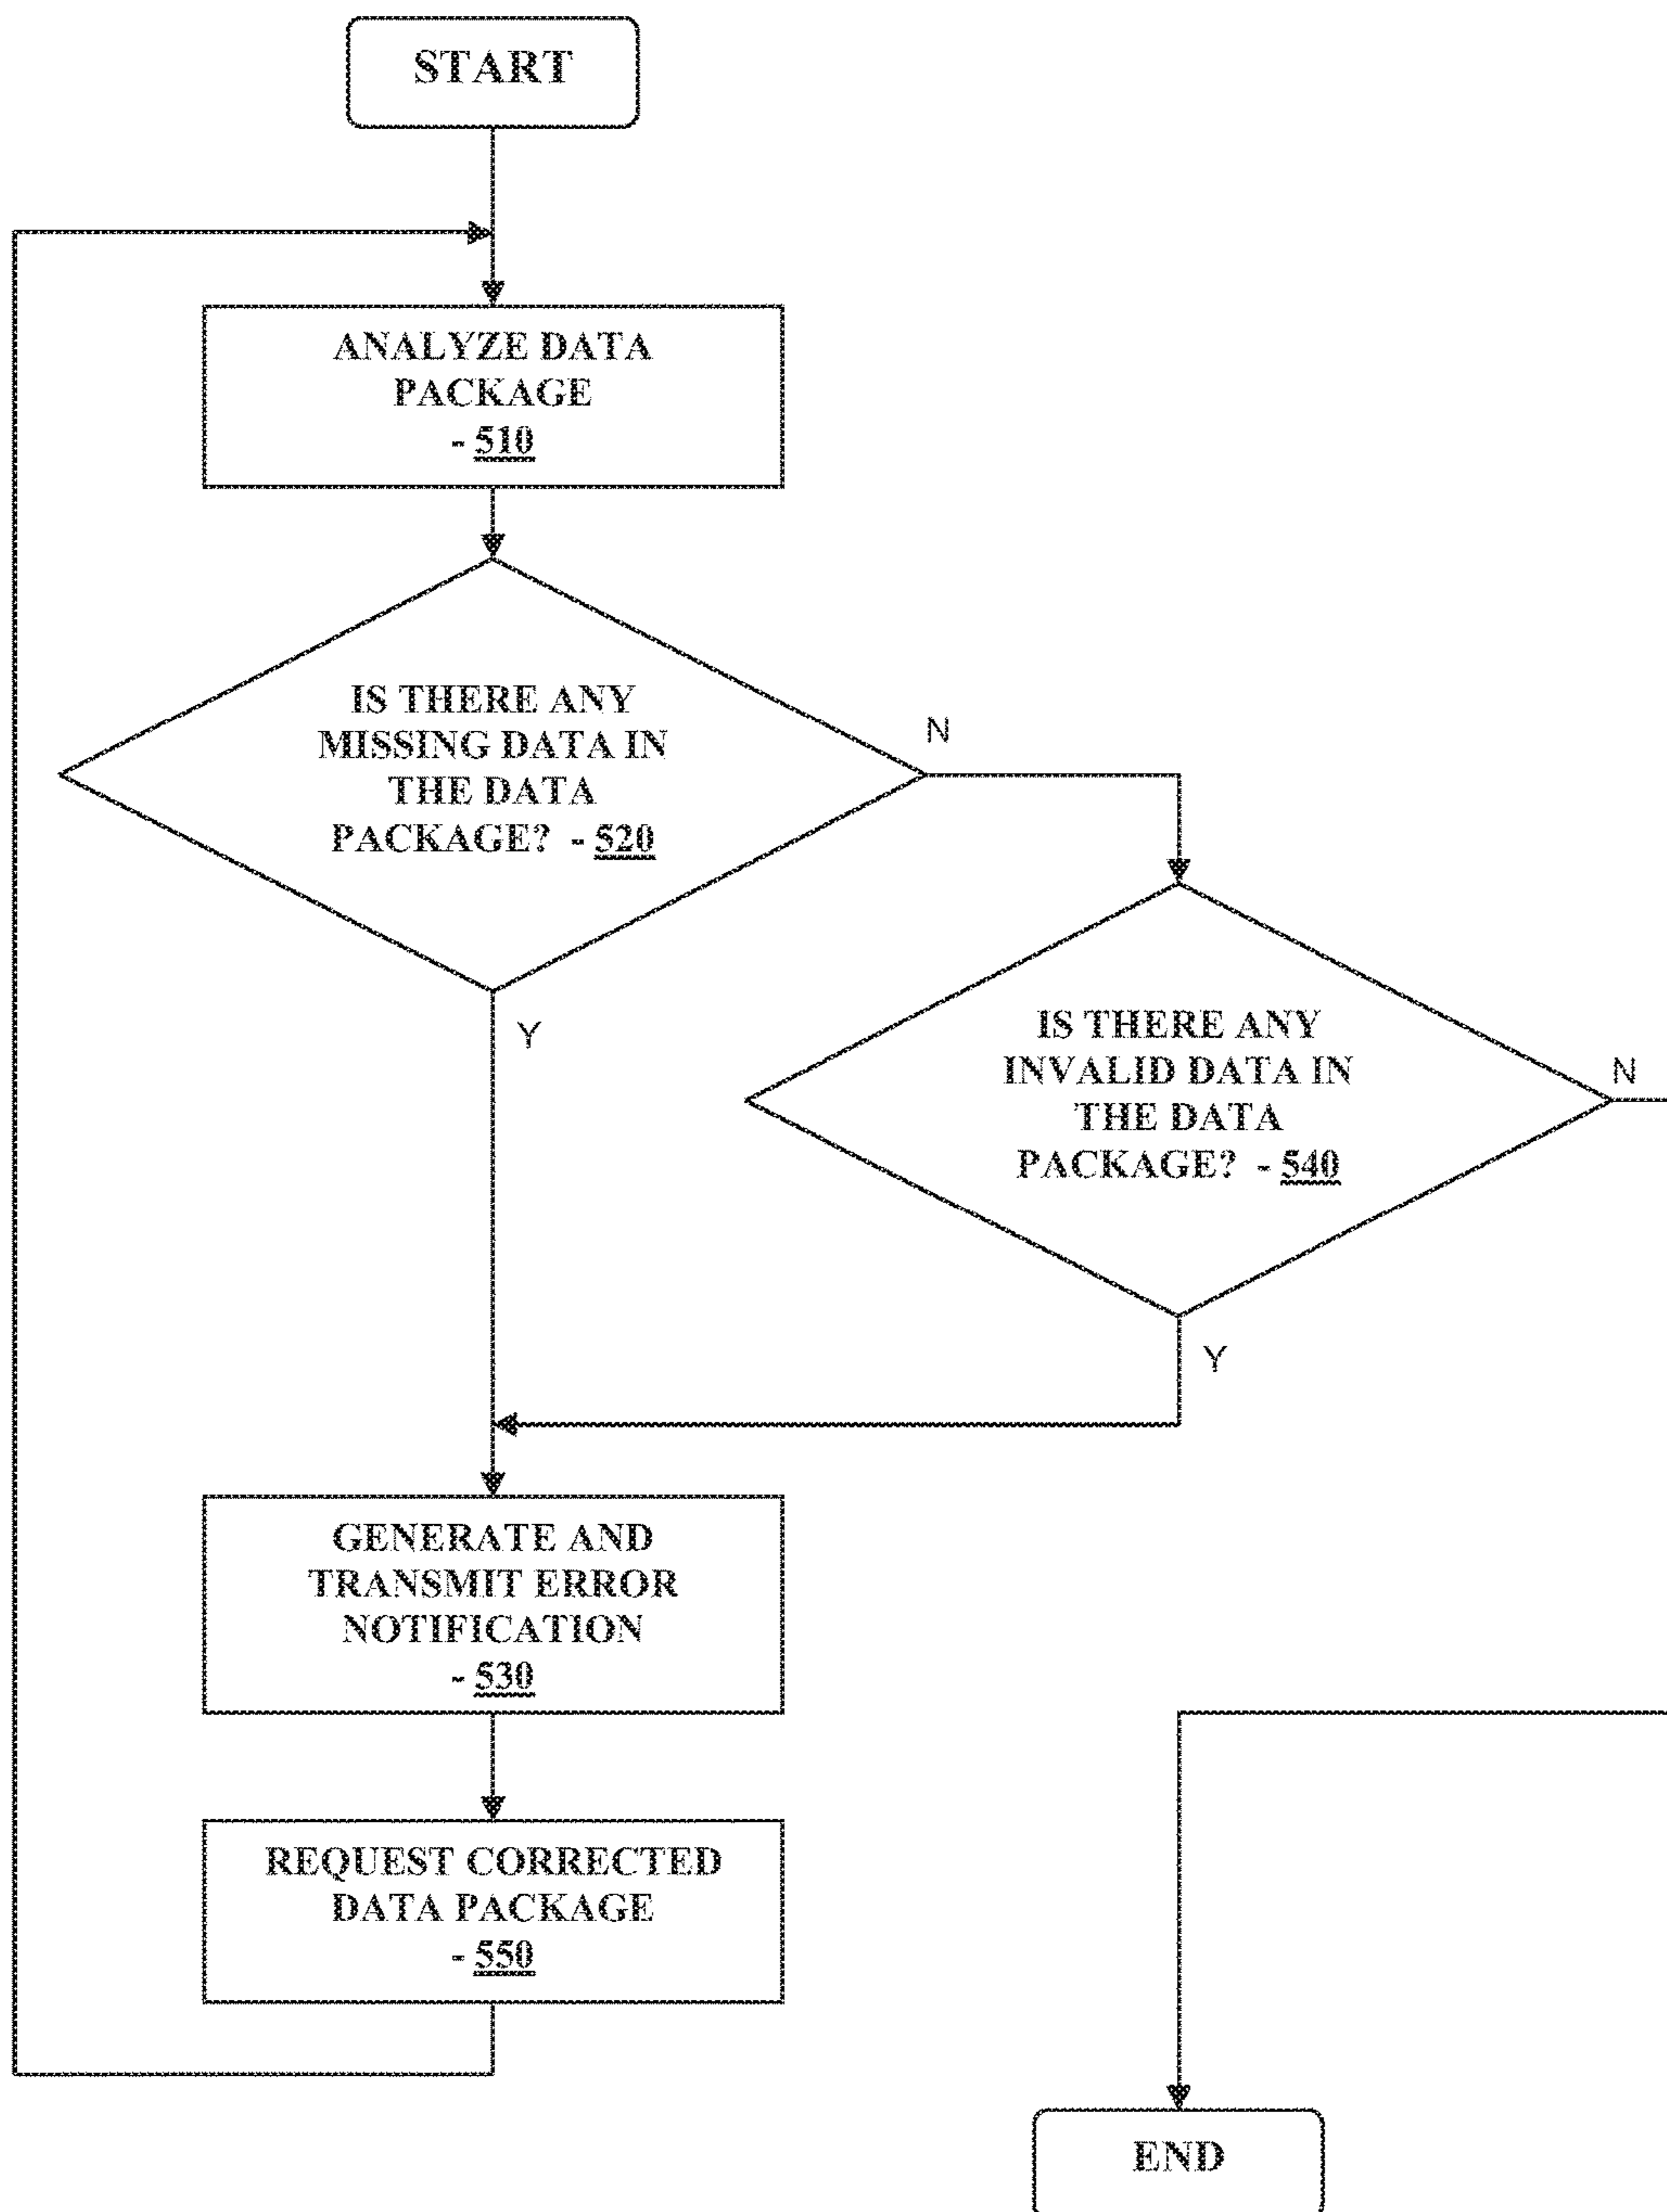 START
ANALYZE DATA
PACKAGE
- 510
IS THERE ANY
MISSING DATA IN
THE DATA
PACKAGE? - 520
N
Y
IS THERE ANY
INVALID DATA IN
THE DATA
PACKAGE? - 540
N
Y
GENERATE AND
TRANSMIT ERROR
NOTIFICATION
- 530
REQUEST CORRECTED
DATA PACKAGE
- 550
END